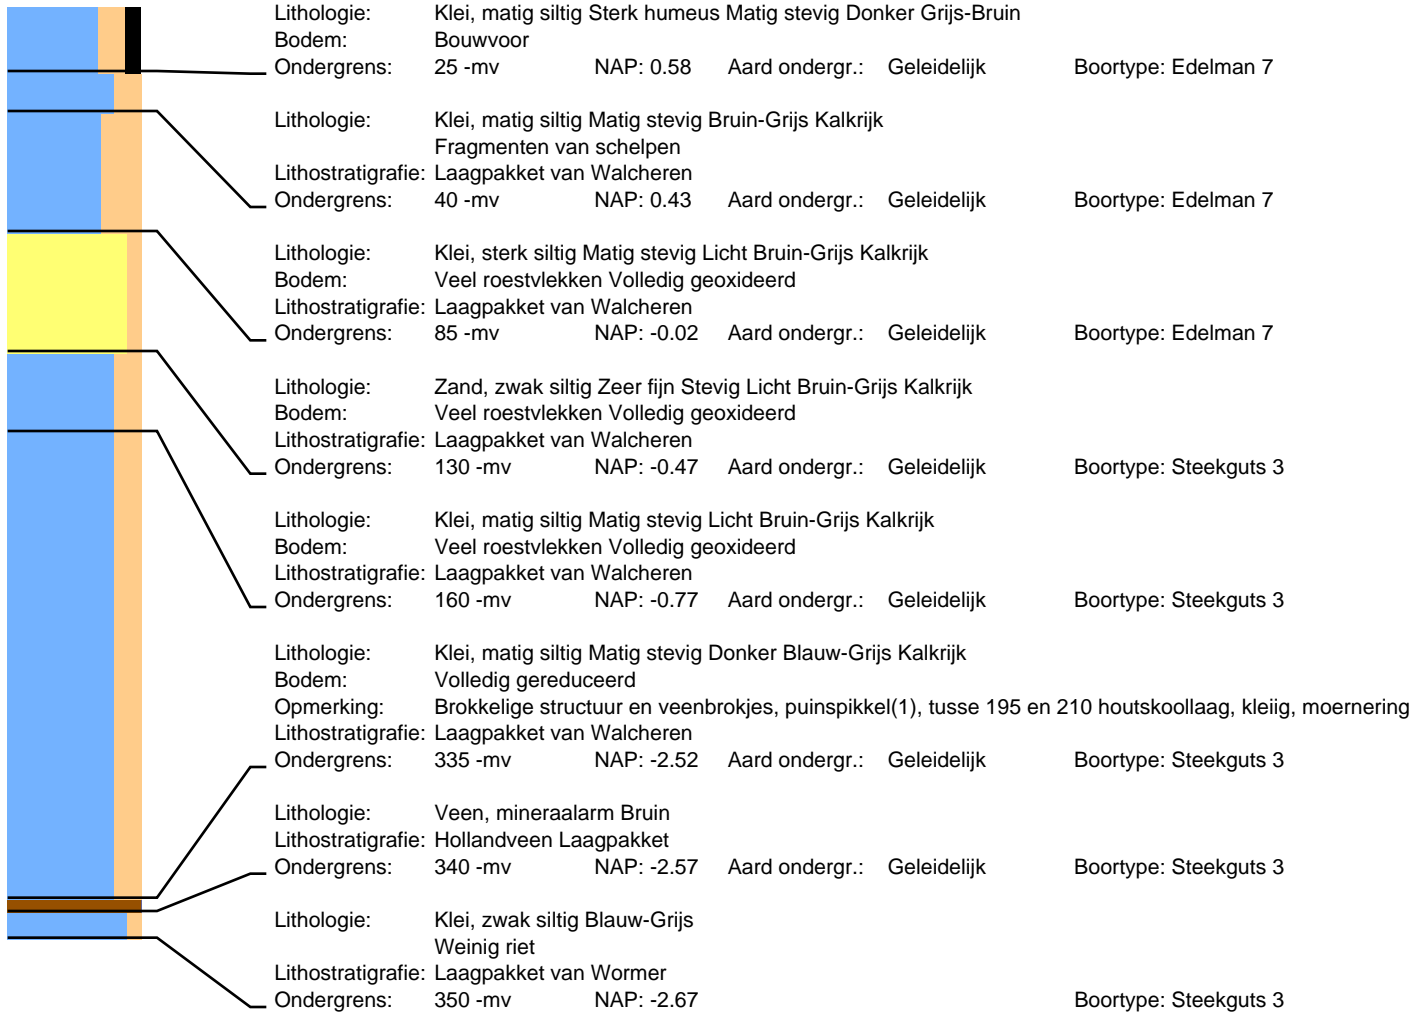 Lithologie: Klei, matig siltig Sterk humeus Matig stevig Donker Grijs-Bruin
Bodem: Bouwvoor
Ondergrens: 25 -mv NAP: 0.58 Aard ondergr.: Geleidelijk Boortype: Edelman 7
Lithologie: Klei, matig siltig Matig stevig Bruin-Grijs Kalkrijk
Fragmenten van schelpen
Lithostratigrafie: Laagpakket van Walcheren
Ondergrens: 40 -mv NAP: 0.43 Aard ondergr.: Geleidelijk Boortype: Edelman 7
Lithologie: Klei, sterk siltig Matig stevig Licht Bruin-Grijs Kalkrijk
Bodem: Veel roestvlekken Volledig geoxideerd
Lithostratigrafie: Laagpakket van Walcheren
Ondergrens: 85 -mv NAP: -0.02 Aard ondergr.: Geleidelijk Boortype: Edelman 7
Lithologie: Zand, zwak siltig Zeer fijn Stevig Licht Bruin-Grijs Kalkrijk
Bodem: Veel roestvlekken Volledig geoxideerd
Lithostratigrafie: Laagpakket van Walcheren
Ondergrens: 130 -mv NAP: -0.47 Aard ondergr.: Geleidelijk Boortype: Steekguts 3
Lithologie: Klei, matig siltig Matig stevig Licht Bruin-Grijs Kalkrijk
Bodem: Veel roestvlekken Volledig geoxideerd
Lithostratigrafie: Laagpakket van Walcheren
Ondergrens: 160 -mv NAP: -0.77 Aard ondergr.: Geleidelijk Boortype: Steekguts 3
Lithologie: Klei, matig siltig Matig stevig Donker Blauw-Grijs Kalkrijk
Bodem: Volledig gereduceerd
Opmerking: Brokkelige structuur en veenbrokjes, puinspikkel(1), tusse 195 en 210 houtskoollaag, kleiig, moernering
Lithostratigrafie: Laagpakket van Walcheren
Ondergrens: 335 -mv NAP: -2.52 Aard ondergr.: Geleidelijk Boortype: Steekguts 3
Lithologie: Veen, mineraalarm Bruin
Lithostratigrafie: Hollandveen Laagpakket
Ondergrens: 340 -mv NAP: -2.57 Aard ondergr.: Geleidelijk Boortype: Steekguts 3
Lithologie: Klei, zwak siltig Blauw-Grijs
Weinig riet
Lithostratigrafie: Laagpakket van Wormer
Ondergrens: 350 -mv NAP: -2.67 Boortype: Steekguts 3